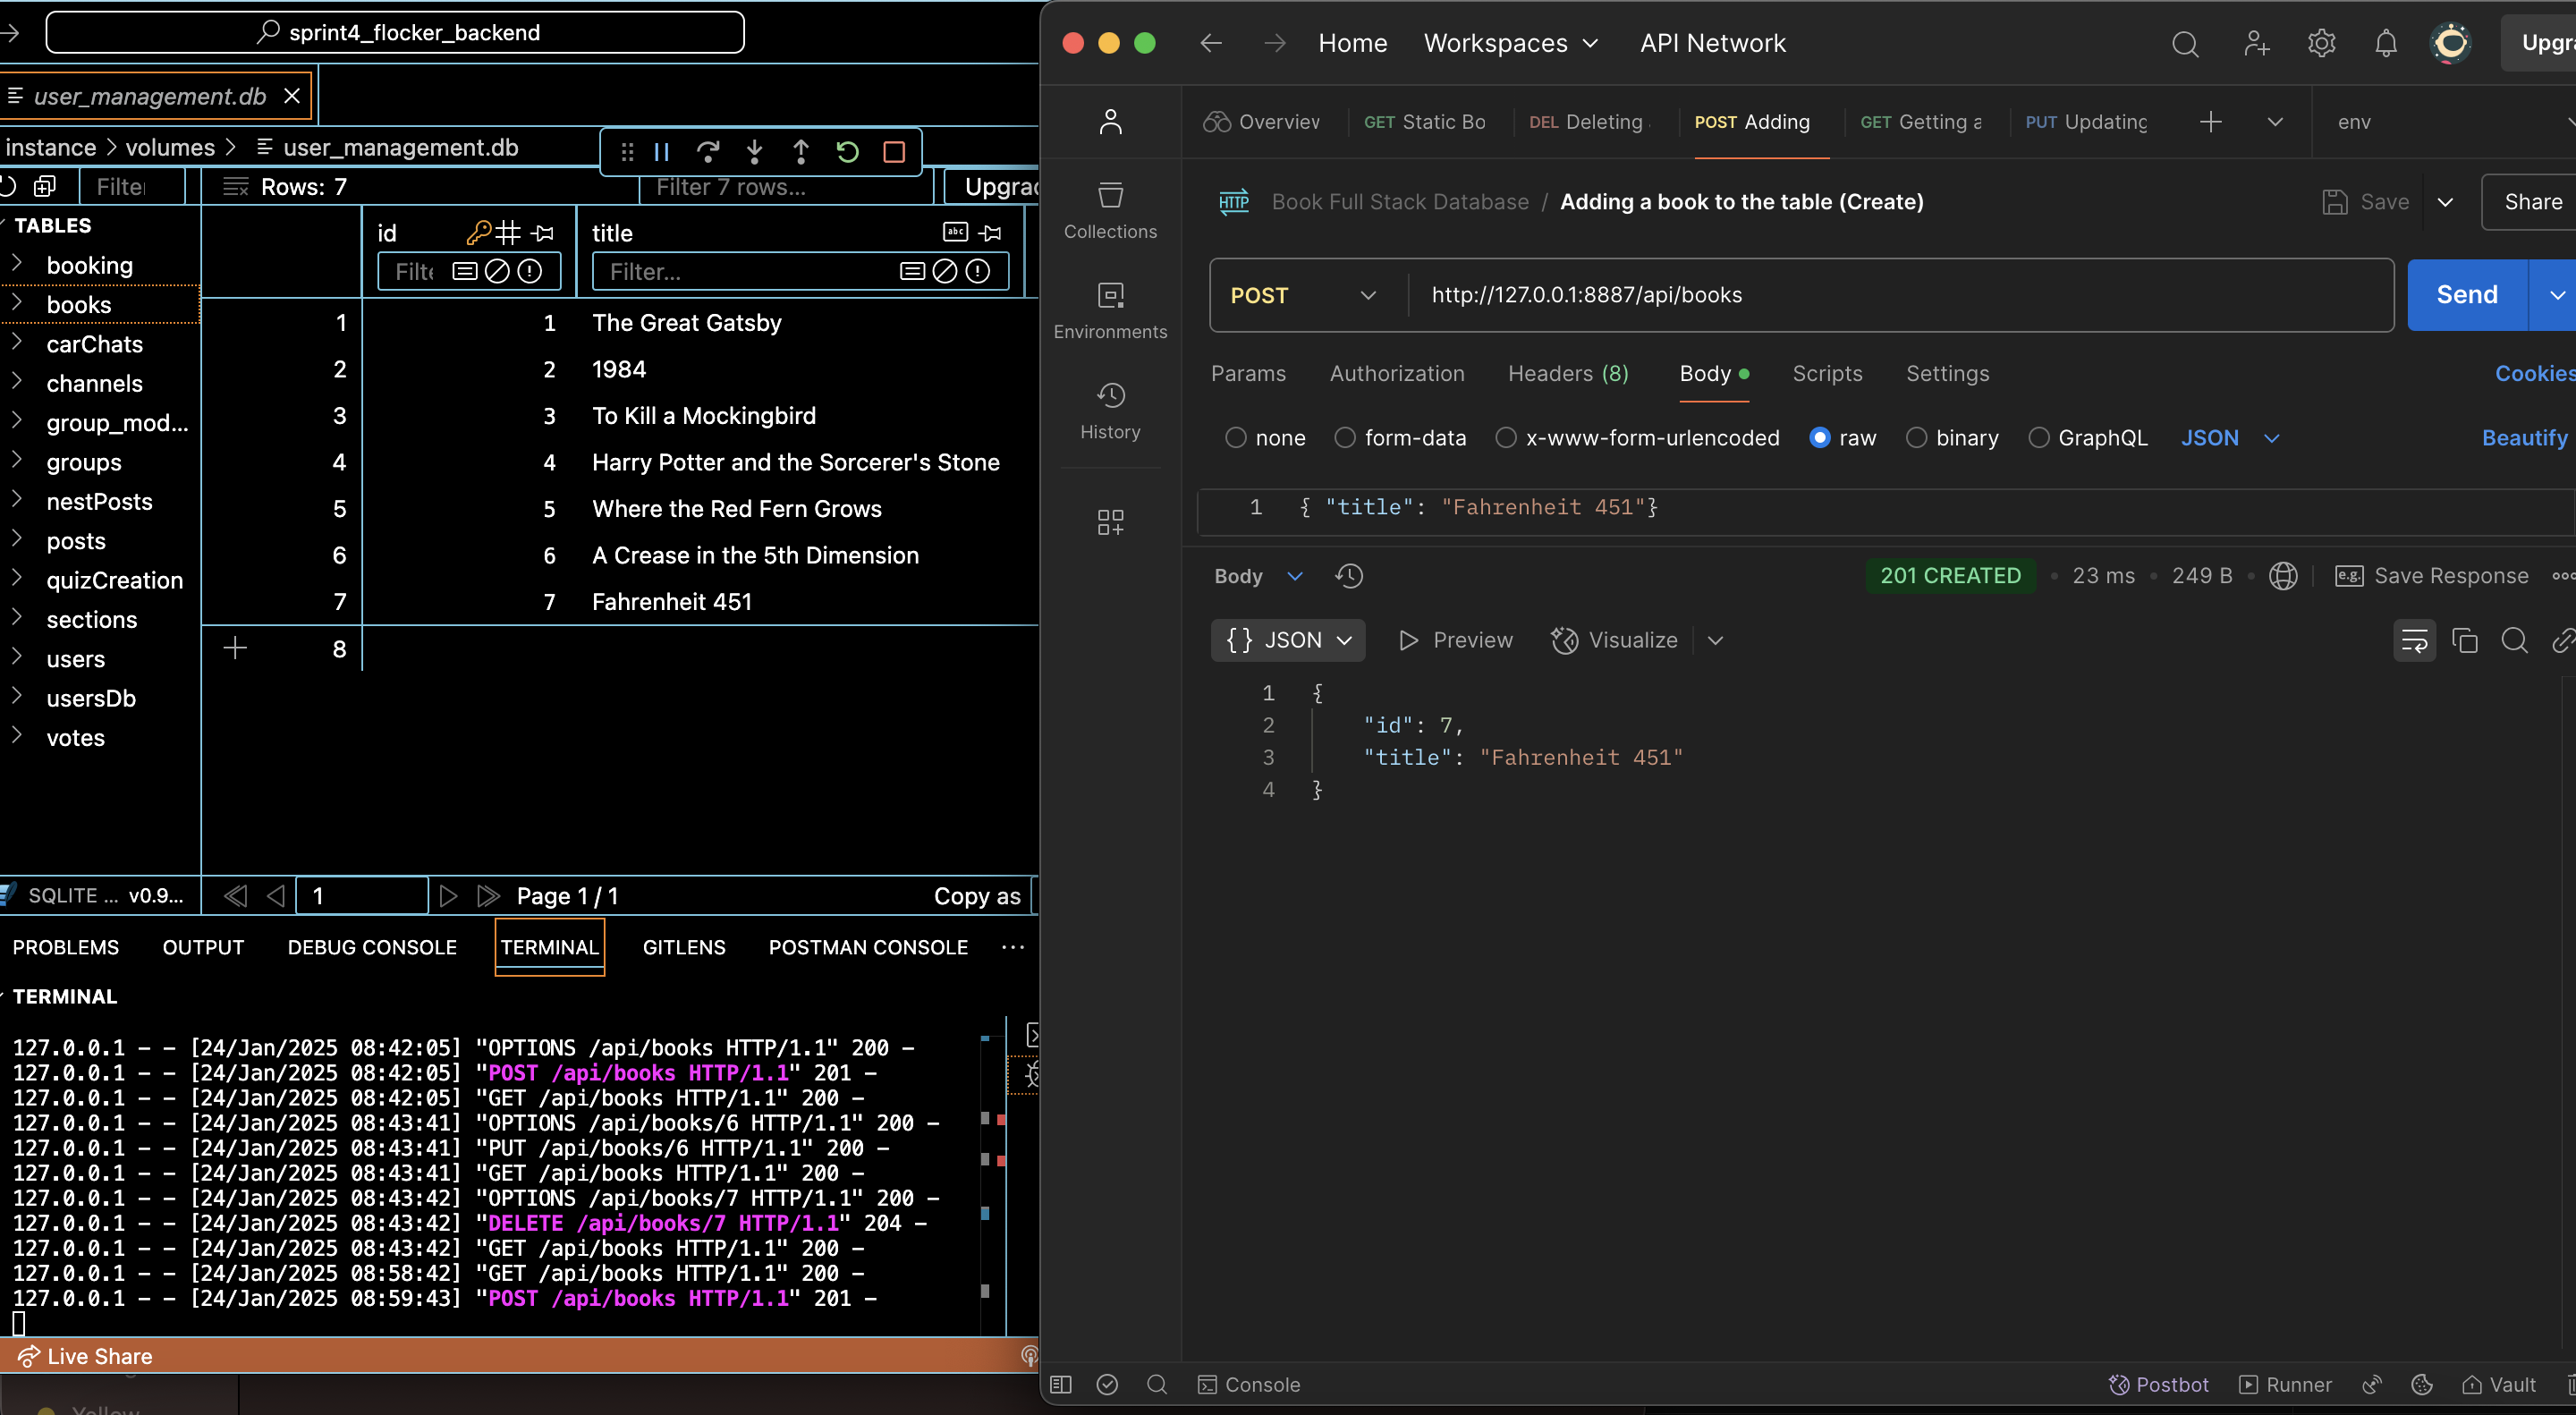 sprint4_flocker_backend
user_management.db
instance > volumes > user_management.db
Filter
Rows: 7
Filter 7 rows...
TABLES
booking
books
carChats
channels
group_mod...
groups
nestPosts
posts
quizCreation
sections
users
usersDb
votes
id
title
Filter...
1 1 The Great Gatsby
2 2 1984
3 3 To Kill a Mockingbird
4 4 Harry Potter and the Sorcerer's Stone
5 5 Where the Red Fern Grows
6 6 A Crease in the 5th Dimension
7 7 Fahrenheit 451
8
SQLITE ... v0.9...
1
Page 1 / 1
Copy as
PROBLEMS OUTPUT DEBUG CONSOLE TERMINAL GITLENS POSTMAN CONSOLE ...
TERMINAL
127.0.0.1 - - [24/Jan/2025 08:42:05] "OPTIONS /api/books HTTP/1.1" 200 -
127.0.0.1 - - [24/Jan/2025 08:42:05] "POST /api/books HTTP/1.1" 201 -
127.0.0.1 - - [24/Jan/2025 08:42:05] "GET /api/books HTTP/1.1" 200 -
127.0.0.1 - - [24/Jan/2025 08:43:41] "OPTIONS /api/books/6 HTTP/1.1" 200 -
127.0.0.1 - - [24/Jan/2025 08:43:41] "PUT /api/books/6 HTTP/1.1" 200 -
127.0.0.1 - - [24/Jan/2025 08:43:41] "GET /api/books HTTP/1.1" 200 -
127.0.0.1 - - [24/Jan/2025 08:43:42] "OPTIONS /api/books/7 HTTP/1.1" 200 -
127.0.0.1 - - [24/Jan/2025 08:43:42] "DELETE /api/books/7 HTTP/1.1" 204 -
127.0.0.1 - - [24/Jan/2025 08:43:42] "GET /api/books HTTP/1.1" 200 -
127.0.0.1 - - [24/Jan/2025 08:58:42] "GET /api/books HTTP/1.1" 200 -
127.0.0.1 - - [24/Jan/2025 08:59:43] "POST /api/books HTTP/1.1" 201 -
Live Share
Home Workspaces API Network
Upgra
Overview GET Static Bo DEL Deleting POST Adding GET Getting a PUT Updating env
Collections
Environments
History
HTTP Book Full Stack Database / Adding a book to the table (Create)
Save
Share
POST http://127.0.0.1:8887/api/books
Send
Params Authorization Headers (8) Body Scripts Settings
Cookies
none form-data x-www-form-urlencoded raw binary GraphQL JSON
Beautify
1 { "title": "Fahrenheit 451"}
Body
201 CREATED 23 ms 249 B
e.g. Save Response
{} JSON Preview Visualize
1 {
2 "id": 7,
3 "title": "Fahrenheit 451"
4 }
Console
Postbot Runner Vault